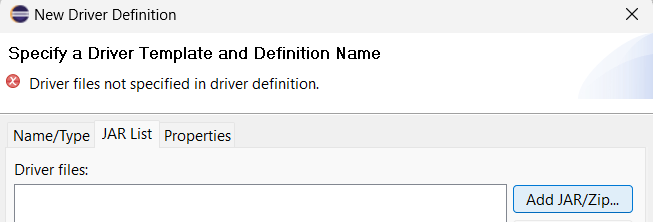 New Driver Definition
Specify a Driver Template and Definition Name
Driver files not specified in driver definition.
Name/Type JAR List Properties
Driver files:
Add JAR/Zip...